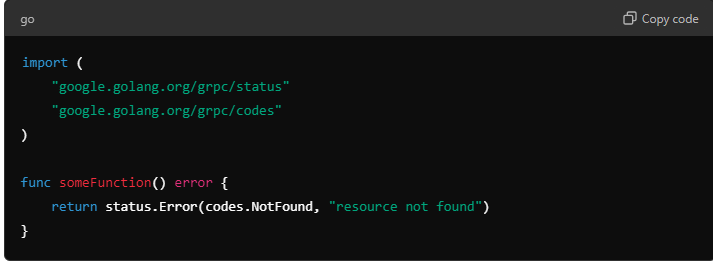 go Copy code
import (
    "google.golang.org/grpc/status"
    "google.golang.org/grpc/codes"
)
func someFunction() error {
    return status.Error(codes.NotFound, "resource not found")
}